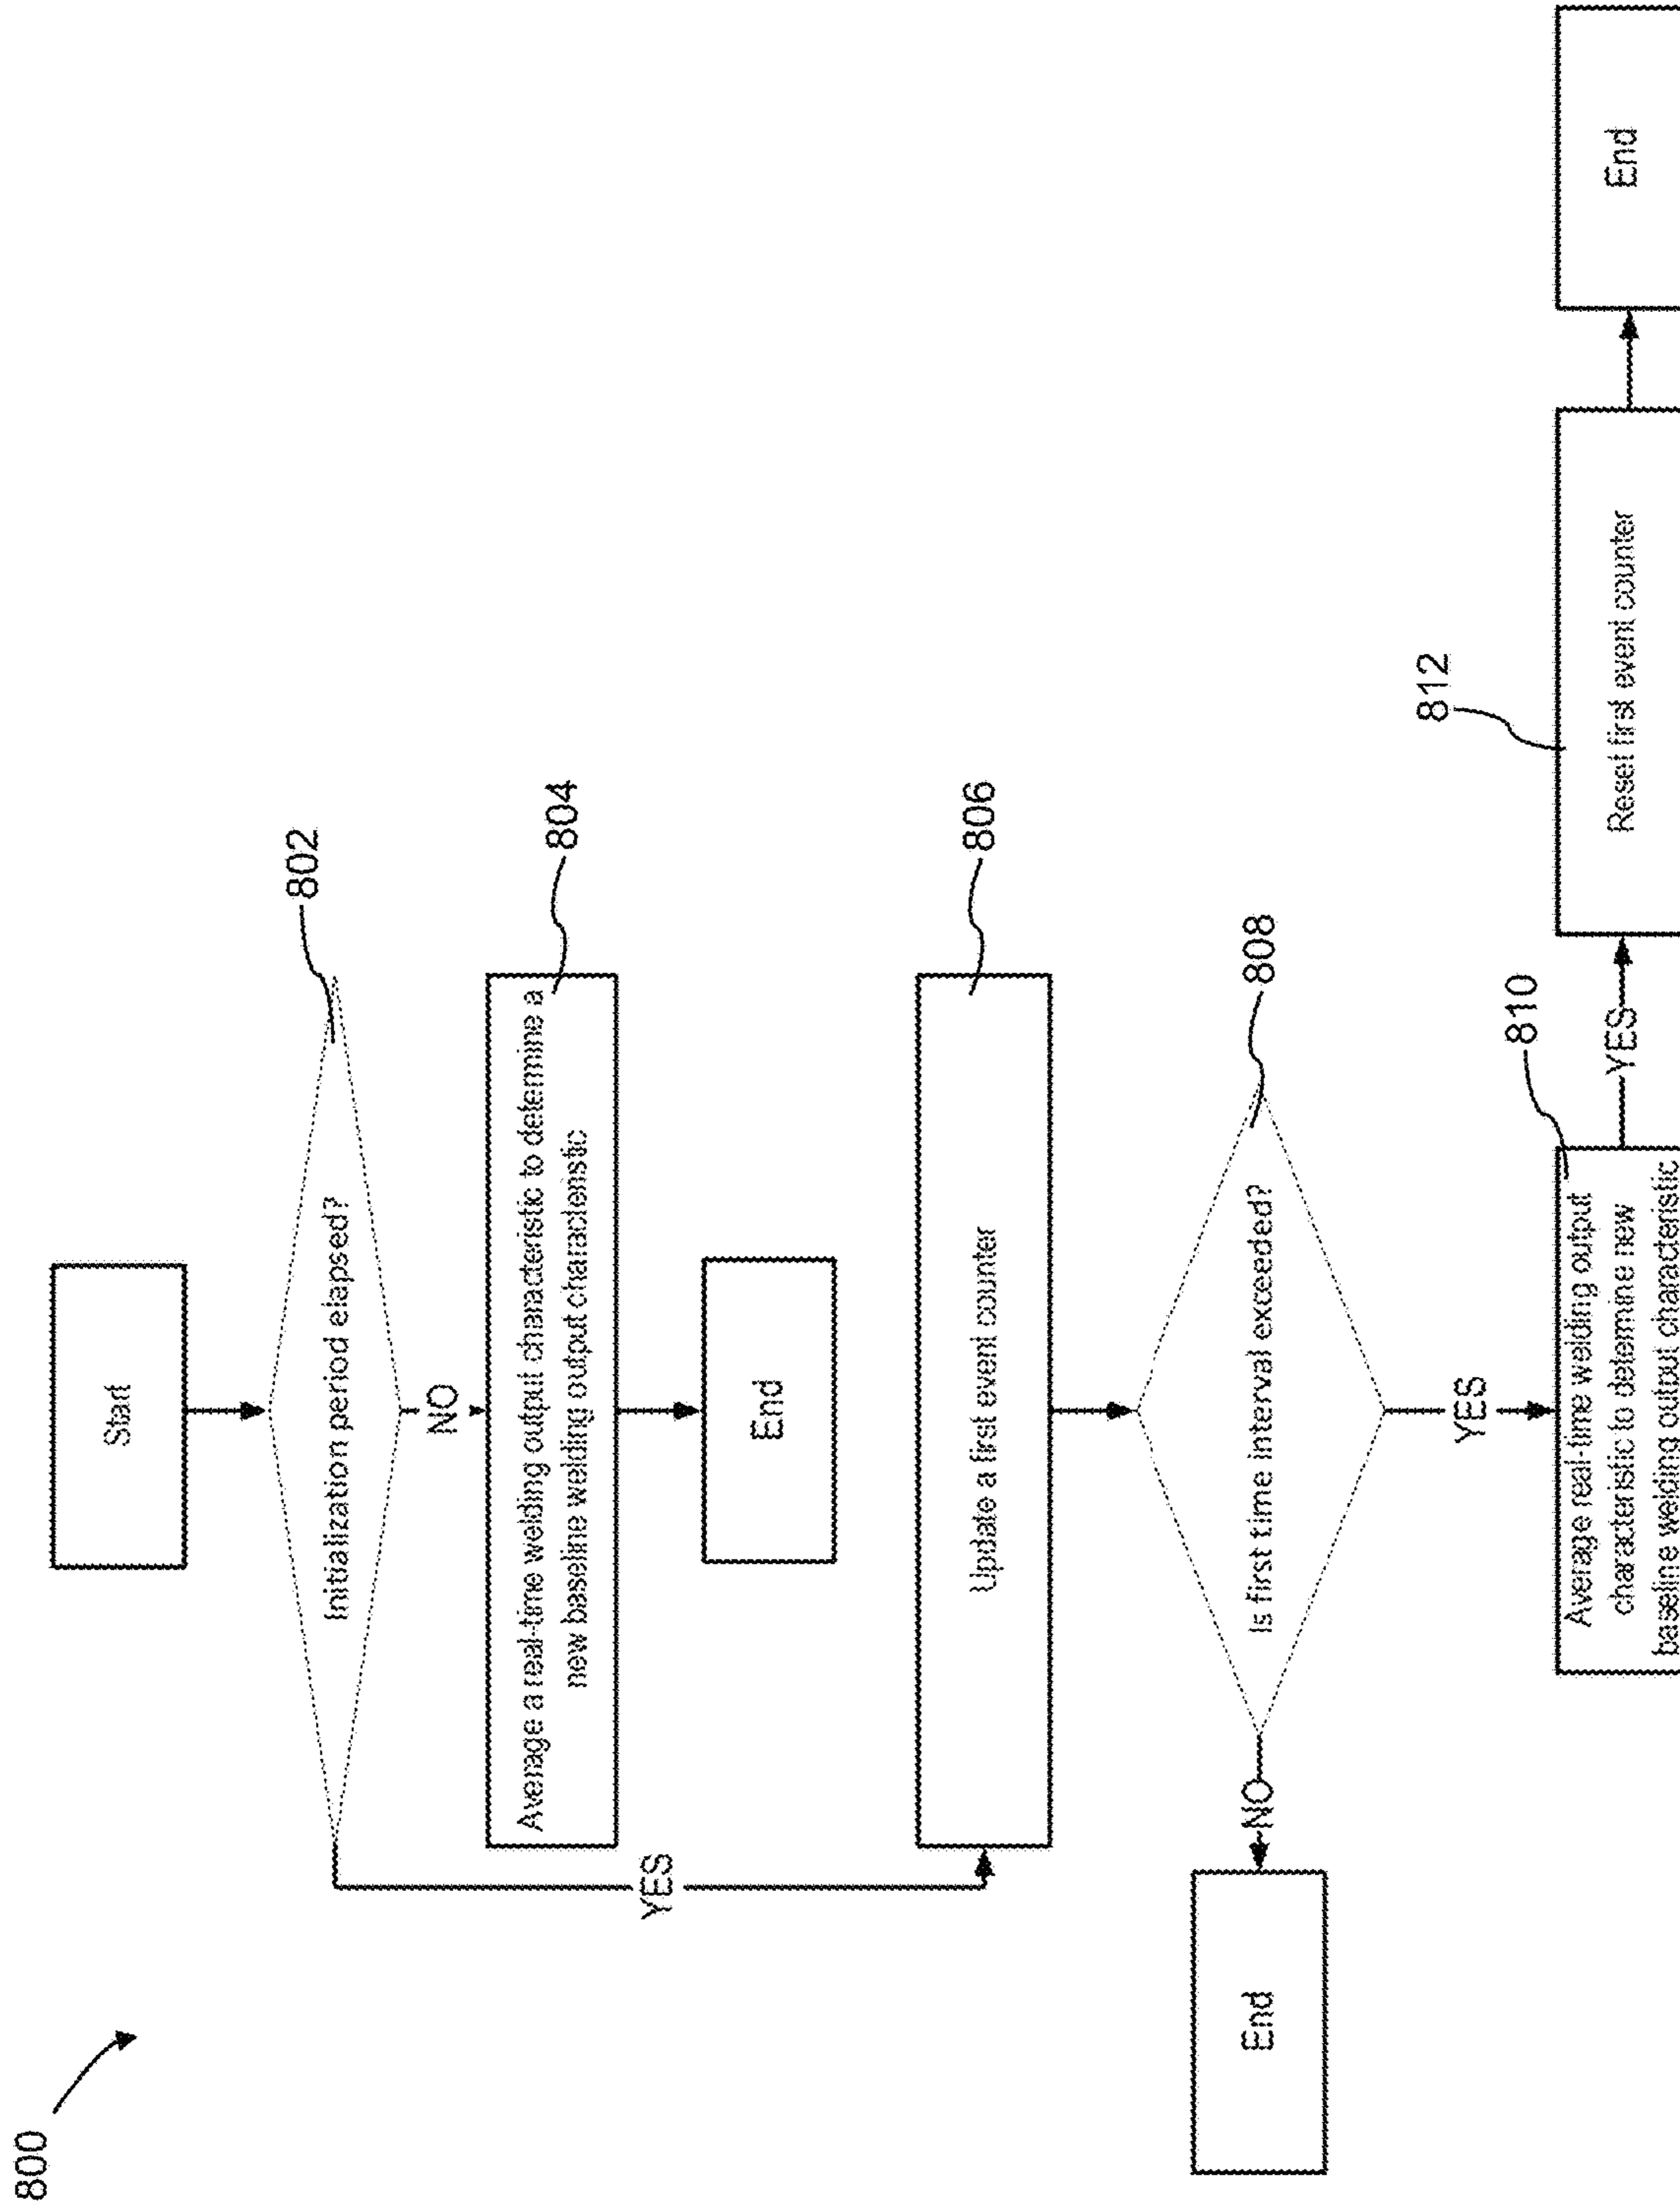 800
Start
Initialization period elapsed?
802
NO
Average a real-time welding output characteristic to determine a
new baseline welding output characteristic
804
End
YES
Update a first event counter
806
Is first time interval exceeded?
808
NO
End
YES
Average real-time welding output
characteristic to determine new
baseline welding output characteristic
810
YES
Reset first event counter
812
End